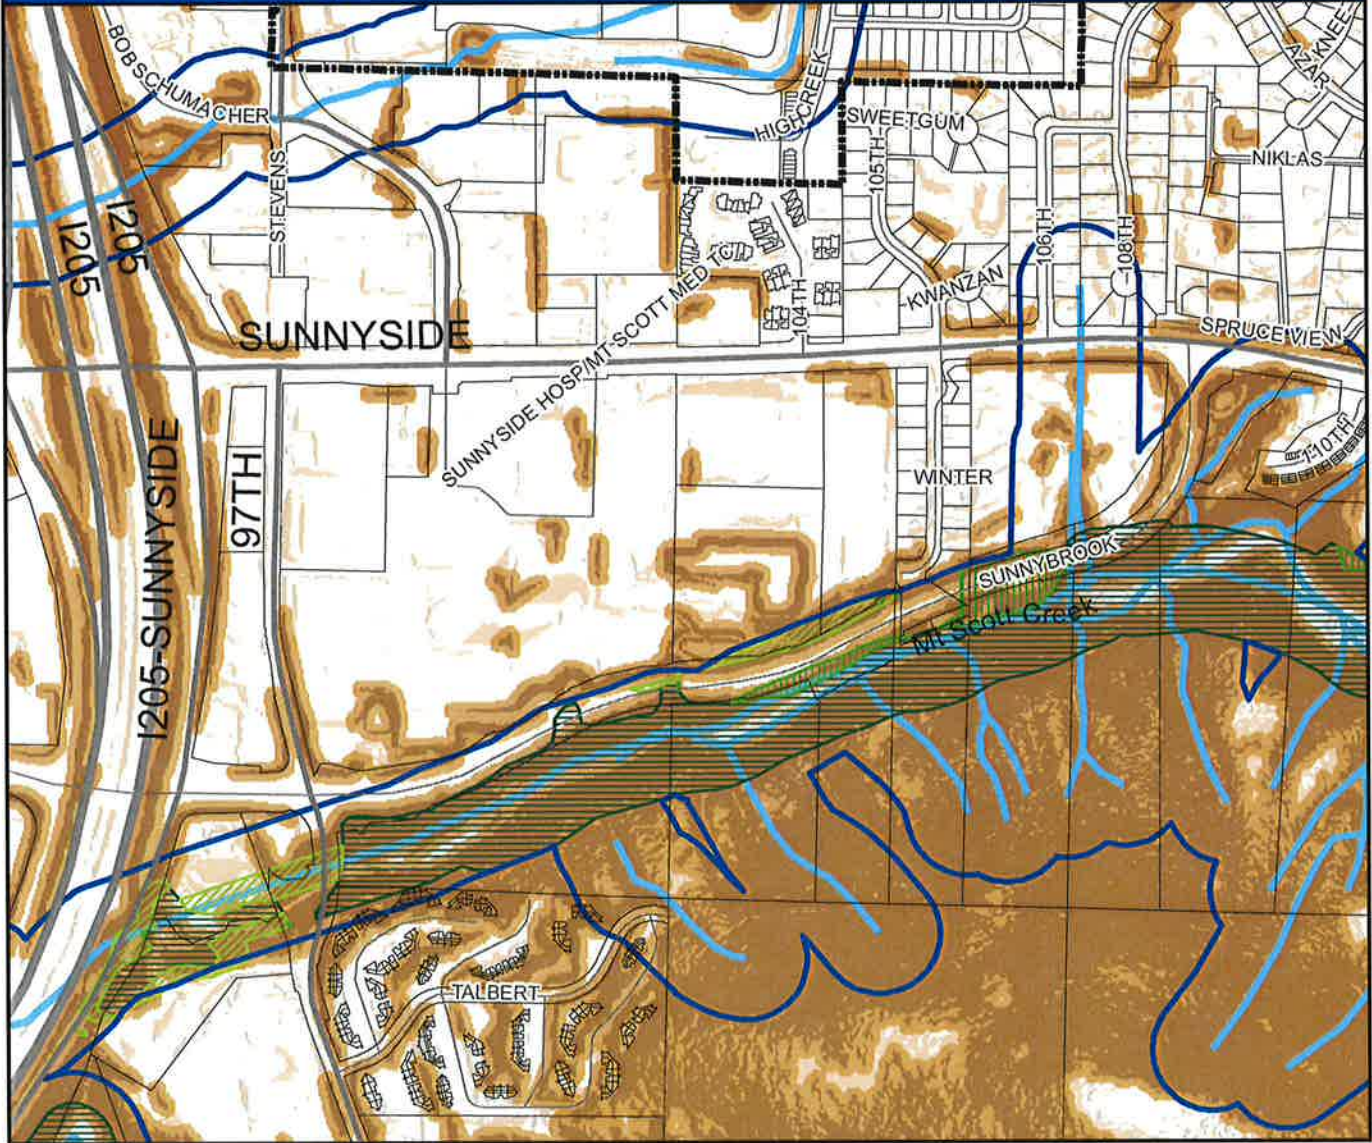 BOB SCHUMACHER
HIGH CREEK
AZAR
KNEE
SWEETGUM
NIKLAS
STEVENS
105TH
I205
I205
106TH
108TH
KWANZAN
SUNNYSIDE
104TH
SPRUCE VIEW
SUNNYSIDE HOSP/MT SCOTT MED TC
I205-SUNNYSIDE
97TH
WINTER
110TH
SUNNYBROOK
Mt Scott Creek
TALBERT